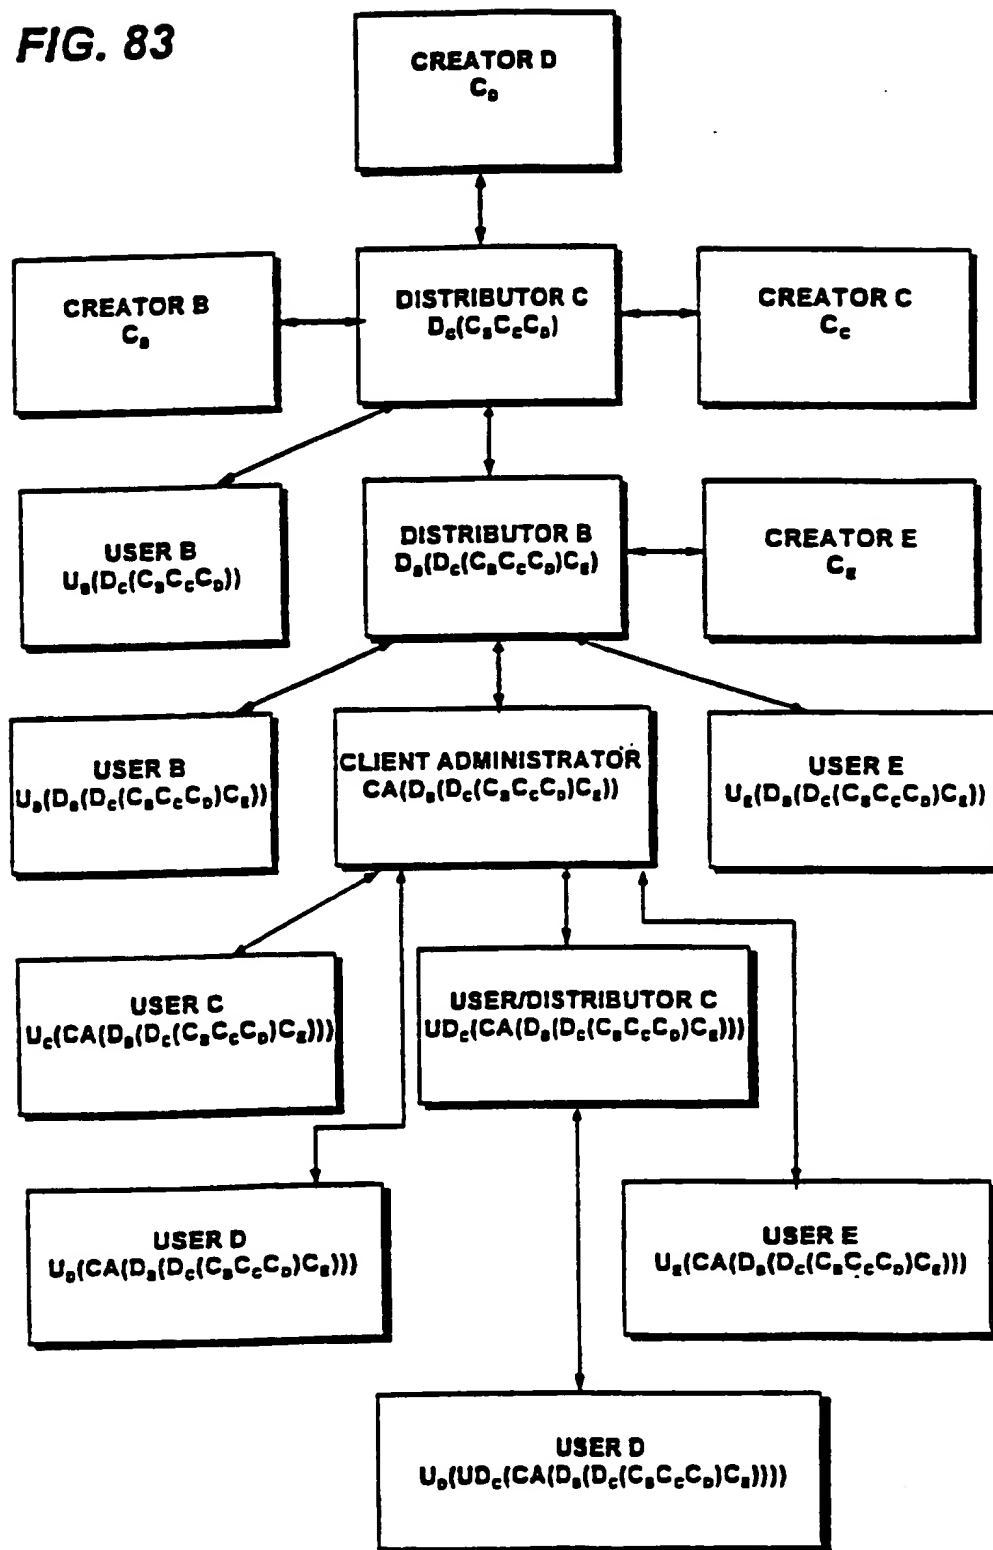 FIG. 83
CREATOR D
C_D
CREATOR B
C_B
DISTRIBUTOR C
D_C(C_BC_CC_D)
CREATOR C
C_C
USER B
U_B(D_C(C_BC_CC_D))
DISTRIBUTOR B
D_B(D_C(C_BC_CC_D)C_E)
CREATOR E
C_E
USER B
U_B(D_B(D_C(C_BC_CC_D)C_E))
CLIENT ADMINISTRATOR
CA(D_B(D_C(C_BC_CC_D)C_E))
USER E
U_E(D_B(D_C(C_BC_CC_D)C_E))
USER C
U_C(CA(D_B(D_C(C_BC_CC_D)C_E)))
USER/DISTRIBUTOR C
UD_C(CA(D_B(D_C(C_BC_CC_D)C_E)))
USER D
U_D(CA(D_B(D_C(C_BC_CC_D)C_E)))
USER E
U_E(CA(D_B(D_C(C_BC_CC_D)C_E)))
USER D
U_D(UD_C(CA(D_B(D_C(C_BC_CC_D)C_E))))